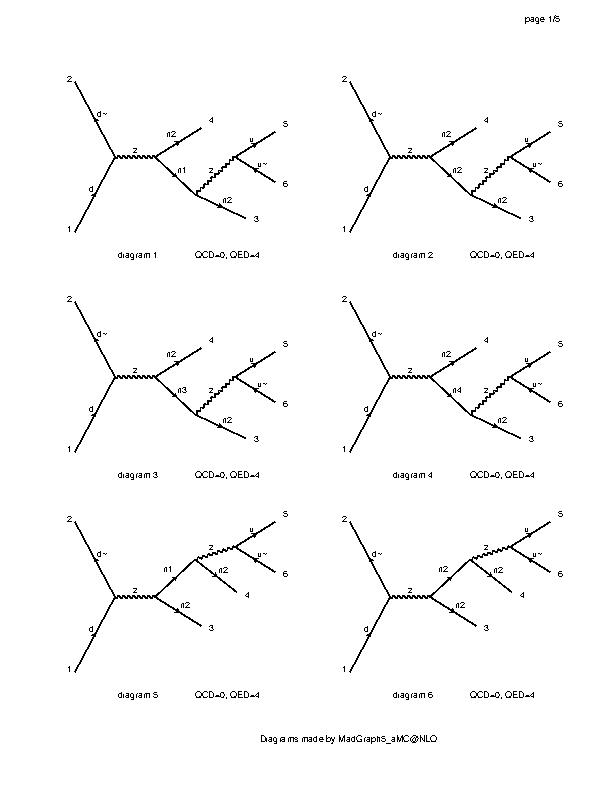 page 1/5
2 2
d~ 4 5 d~ 4 5
n2 u n2 u
z n1 z u~ z n2 z u~
d n2 6 d n2 6
1 3 1 3
diagram 1 QCD=0, QED=4 diagram 2 QCD=0, QED=4
2 2
d~ 4 5 d~ 4 5
n2 u n2 u
z n3 z u~ z n4 z u~
d n2 6 d n2 6
1 3 1 3
diagram 3 QCD=0, QED=4 diagram 4 QCD=0, QED=4
2 5 2 5
d~ z u d~ z u
n1 n2 u~ 6 n2 n2 u~ 6
z n2 4 z n2 4
d 3 d 3
1 1
diagram 5 QCD=0, QED=4 diagram 6 QCD=0, QED=4
Diagrams made by MadGraph5_aMC@NLO